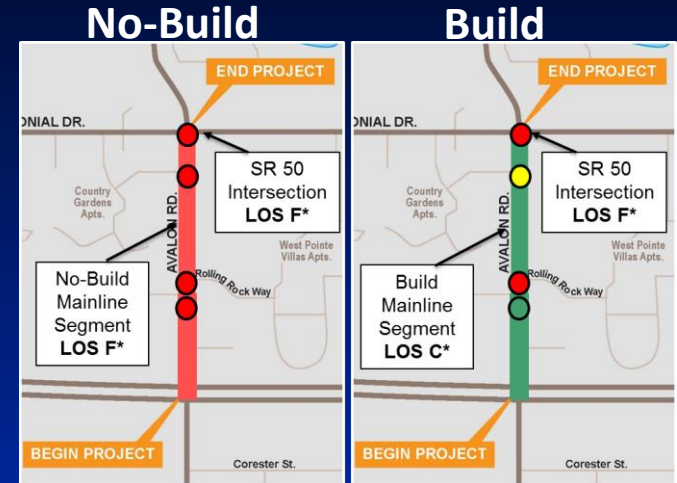 No-Build
END PROJECT
ONIAL DR.
SR 50
Intersection
LOS F*
Country
Gardens
Apts.
AVALON RD.
West Pointe
Villas Apts.
Rolling Rock Way
No-Build
Mainline
Segment
LOS F*
BEGIN PROJECT
Corester St.
Build
END PROJECT
ONIAL DR.
SR 50
Intersection
LOS F*
Country
Gardens
Apts.
AVALON RD.
West Pointe
Villas Apts.
Rolling Rock Way
Build
Mainline
Segment
LOS C*
BEGIN PROJECT
Corester St.